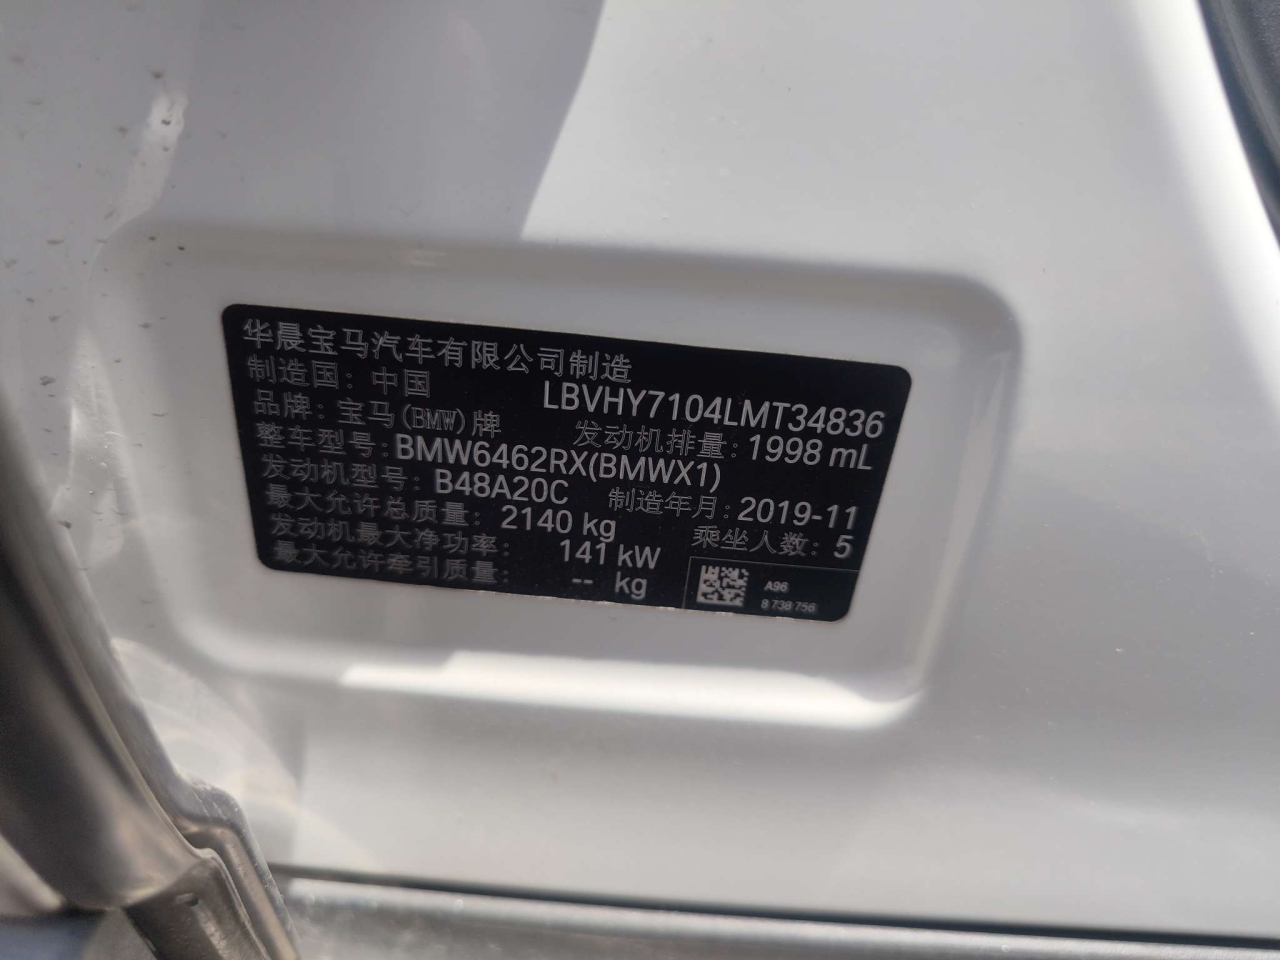 华晨宝马汽车有限公司制造
制造国：中国 LBVHY7104LMT34836
品牌：宝马(BMW)牌 发动机排量：1998 mL
整车型号：BMW6462RX(BMWX1)
发动机型号：B48A20C 制造年月：2019-11
最大允许总质量：2140 kg 乘坐人数：5
发动机最大净功率：141 kW
最大允许牵引质量：-- kg
A96
8 738 756